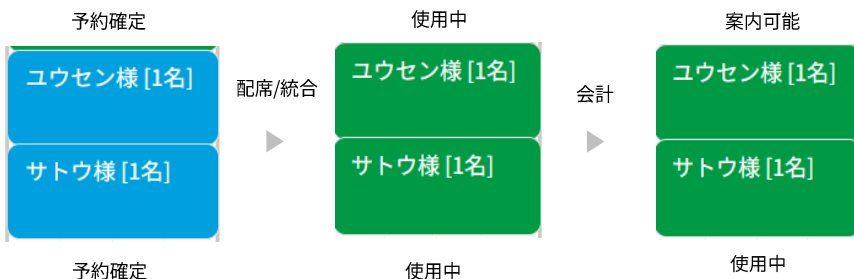 予約確定
使用中
案内可能
ユウセン様 [1名]
サトウ様 [1名]
配席/統合
ユウセン様 [1名]
サトウ様 [1名]
会計
ユウセン様 [1名]
サトウ様 [1名]
予約確定
使用中
使用中